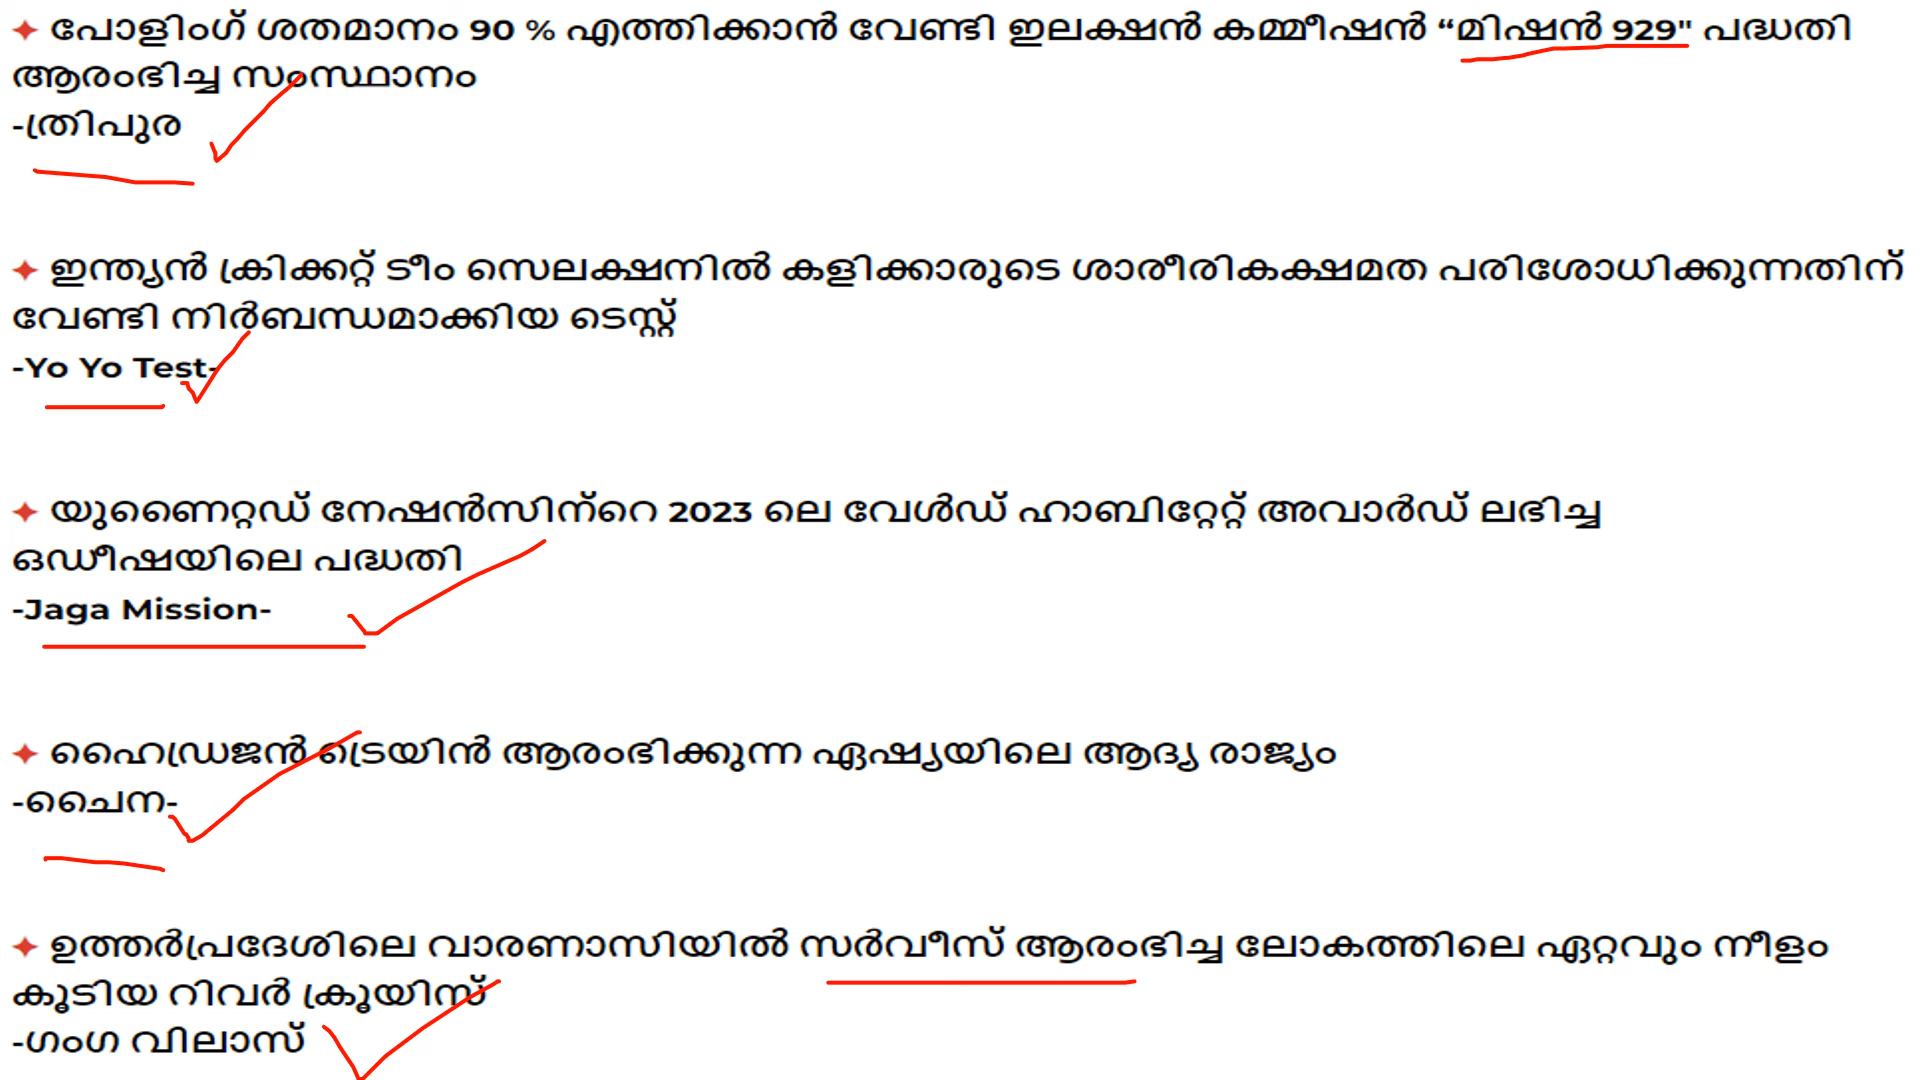 ✦ പോളിംഗ് ശതമാനം 90 % എത്തിക്കാൻ വേണ്ടി ഇലക്ഷൻ കമ്മീഷൻ “മിഷൻ 929" പദ്ധതി
ആരംഭിച്ച സംസ്ഥാനം
-ത്രിപുര
✦ ഇന്ത്യൻ ക്രിക്കറ്റ് ടീം സെലക്ഷനിൽ കളിക്കാരുടെ ശാരീരികക്ഷമത പരിശോധിക്കുന്നതിന്
വേണ്ടി നിർബന്ധമാക്കിയ ടെസ്റ്റ്
-Yo Yo Test-
✦ യുണൈറ്റഡ് നേഷൻസിന്റെ 2023 ലെ വേൾഡ് ഹാബിറ്റേറ്റ് അവാർഡ് ലഭിച്ച
ഒഡീഷയിലെ പദ്ധതി
-Jaga Mission-
✦ ഹൈഡ്രജൻ ട്രെയിൻ ആരംഭിക്കുന്ന ഏഷ്യയിലെ ആദ്യ രാജ്യം
-ചൈന-
✦ ഉത്തർപ്രദേശിലെ വാരണാസിയിൽ സർവീസ് ആരംഭിച്ച ലോകത്തിലെ ഏറ്റവും നീളം
കൂടിയ റിവർ ക്രൂയിസ്
-ഗംഗ വിലാസ്